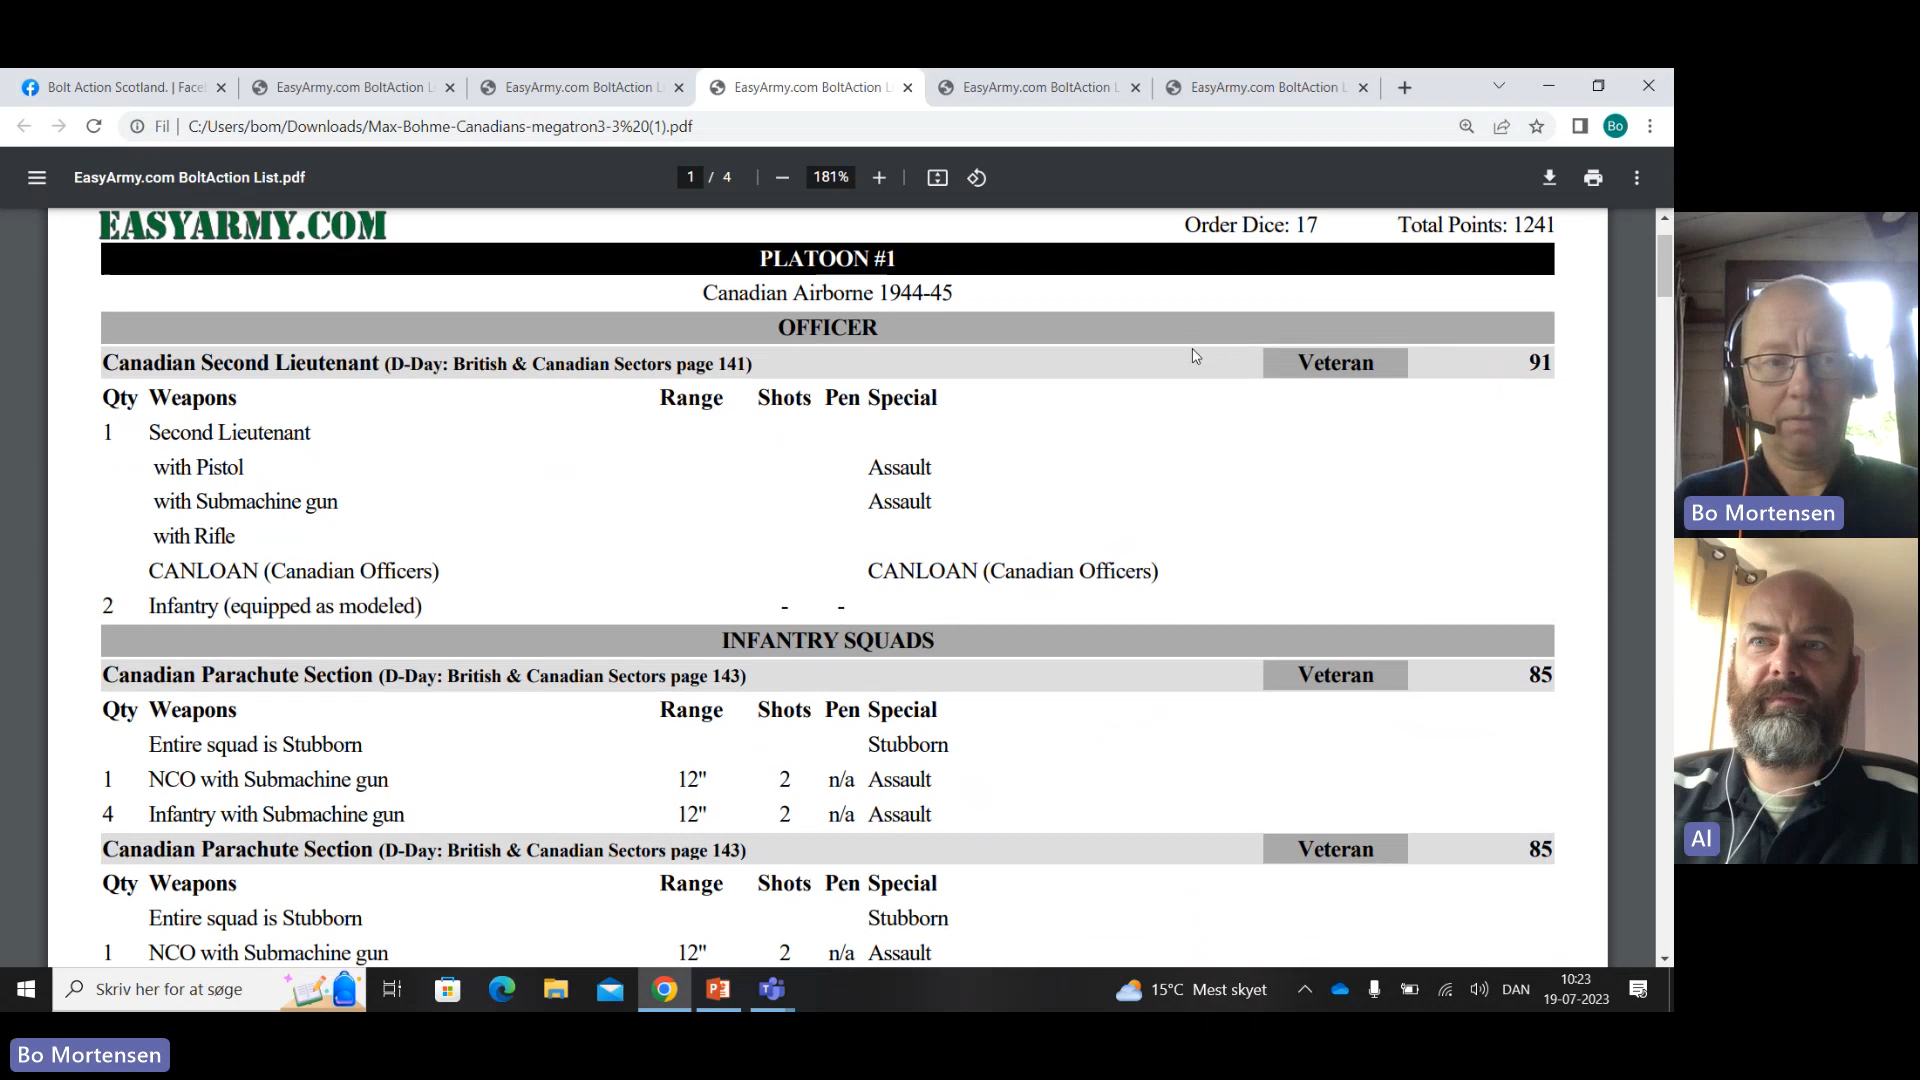 Bolt Action Scotland. | Face
EasyArmy.com BoltAction L
EasyArmy.com BoltAction L
EasyArmy.com BoltAction L
EasyArmy.com BoltAction L
EasyArmy.com BoltAction L
Fil | C:/Users/bom/Downloads/Max-Bohme-Canadians-megatron3-3%20(1).pdf
Bo
EasyArmy.com BoltAction List.pdf
1 / 4
181%
EASYARMY.COM
Order Dice: 17 Total Points: 1241
PLATOON #1
Canadian Airborne 1944-45
OFFICER
Canadian Second Lieutenant (D-Day: British & Canadian Sectors page 141) Veteran 91
Qty Weapons Range Shots Pen Special
1 Second Lieutenant
with Pistol Assault
with Submachine gun Assault
with Rifle
CANLOAN (Canadian Officers) CANLOAN (Canadian Officers)
2 Infantry (equipped as modeled) - -
INFANTRY SQUADS
Canadian Parachute Section (D-Day: British & Canadian Sectors page 143) Veteran 85
Qty Weapons Range Shots Pen Special
Entire squad is Stubborn Stubborn
1 NCO with Submachine gun 12" 2 n/a Assault
4 Infantry with Submachine gun 12" 2 n/a Assault
Canadian Parachute Section (D-Day: British & Canadian Sectors page 143) Veteran 85
Qty Weapons Range Shots Pen Special
Entire squad is Stubborn Stubborn
1 NCO with Submachine gun 12" 2 n/a Assault
Bo Mortensen
Al
Skriv her for at søge
15°C Mest skyet
DAN
10:23
19-07-2023
Bo Mortensen